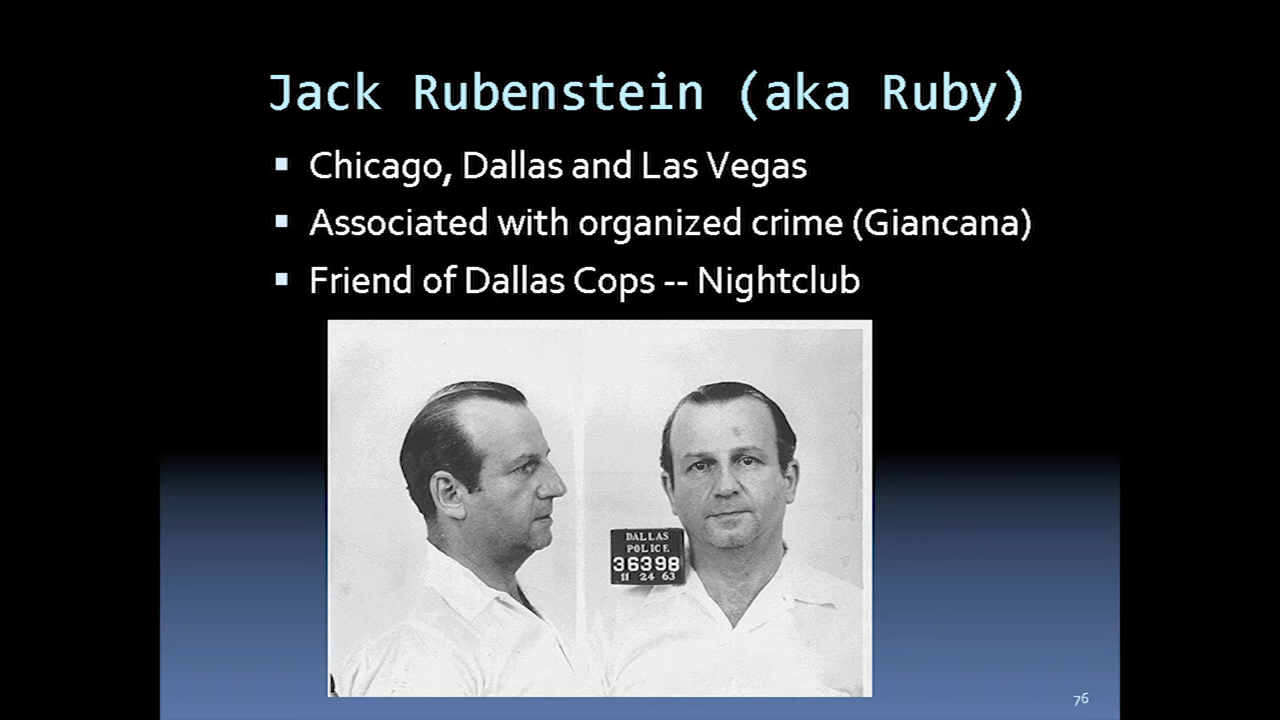 Jack Rubenstein (aka Ruby)
Chicago, Dallas and Las Vegas
Associated with organized crime (Giancana)
Friend of Dallas Cops -- Nightclub
DALLAS
POLICE
36398
11 24 63
76